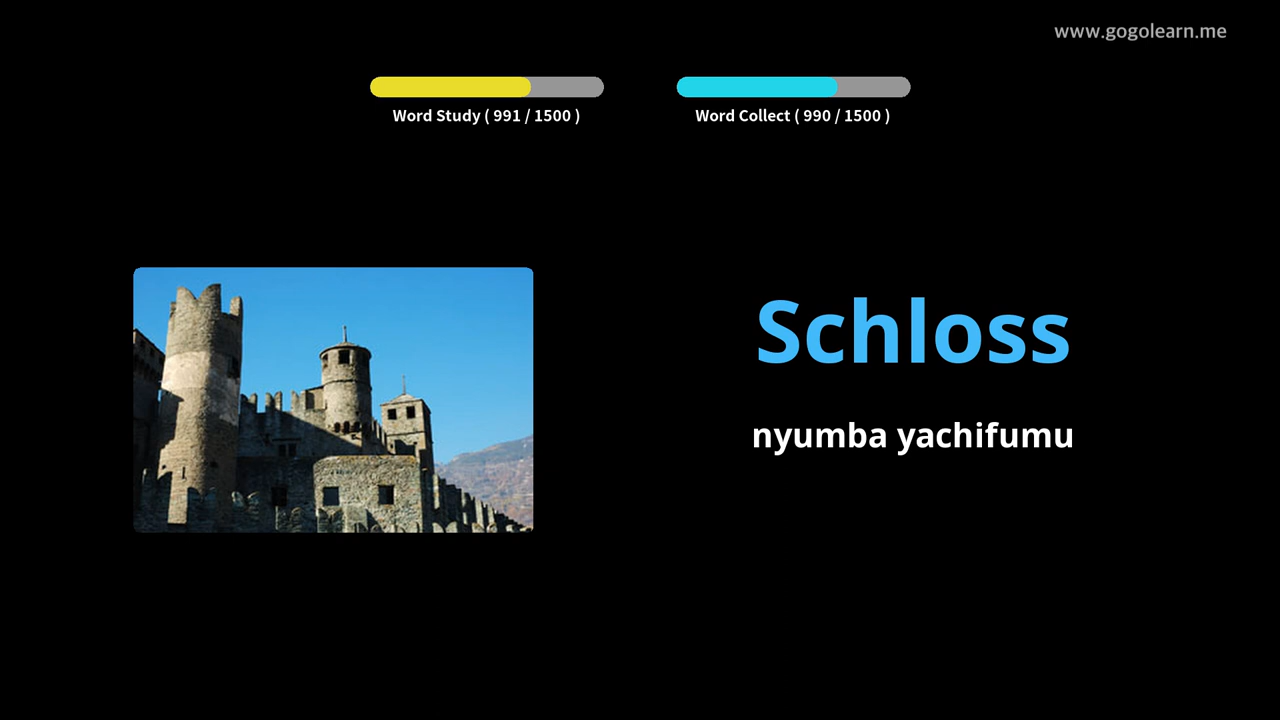 www.gogolearn.me
Word Study ( 991 / 1500 )
Word Collect ( 990 / 1500 )
Schloss
nyumba yachifumu